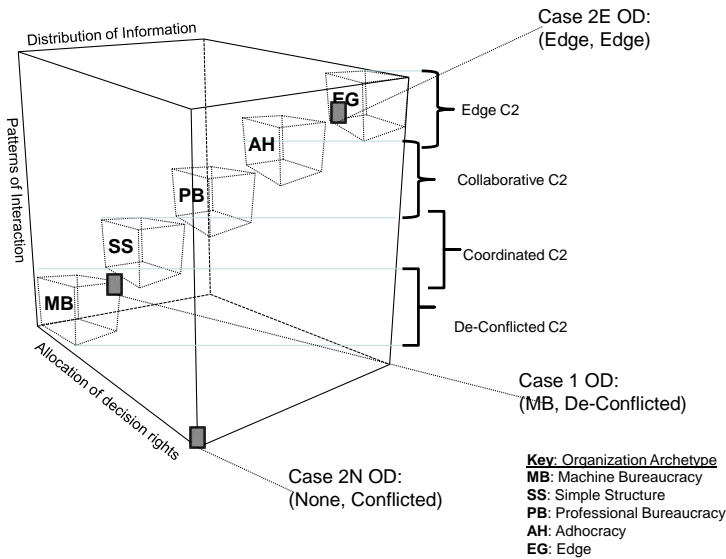 Case 2E OD:
(Edge, Edge)
Distribution of Information
Patterns of Interaction
EG
Edge C2
AH
Collaborative C2
PB
Coordinated C2
SS
De-Conflicted C2
MB
Allocation of decision rights
Case 1 OD:
(MB, De-Conflicted)
Case 2N OD:
(None, Conflicted)
Key: Organization Archetype
MB: Machine Bureaucracy
SS: Simple Structure
PB: Professional Bureaucracy
AH: Adhocracy
EG: Edge